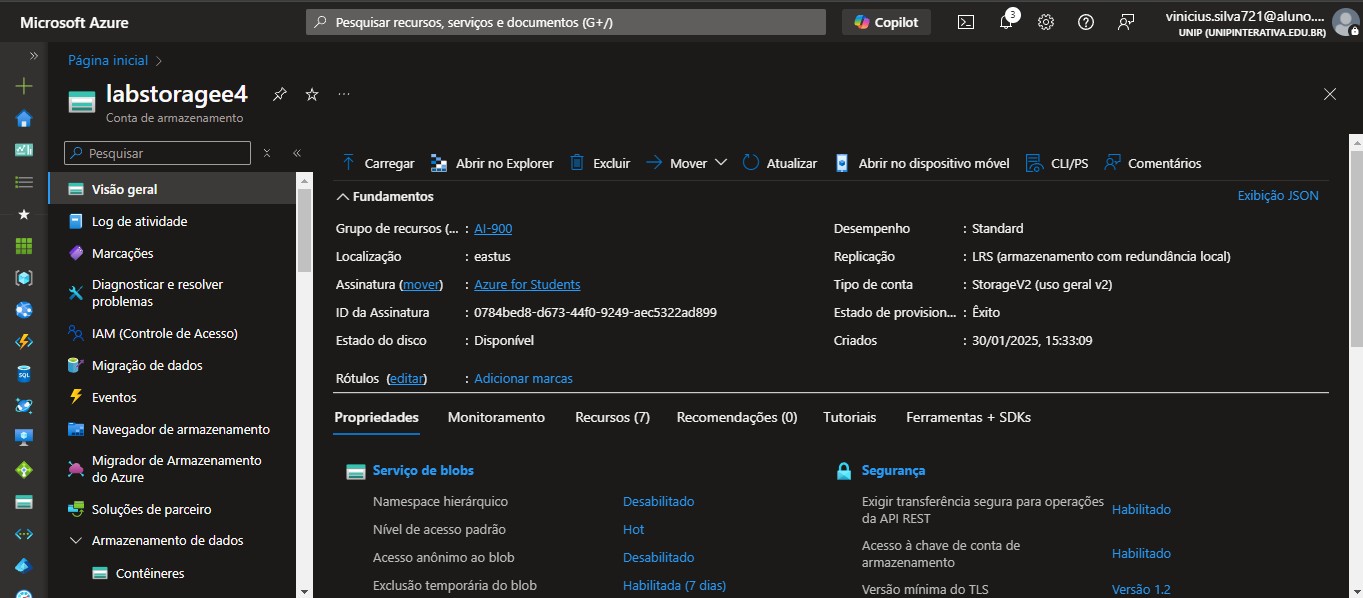 Microsoft Azure
Pesquisar recursos, serviços e documentos (G+/)
Copilot
3
vinicius.silva721@aluno....
UNIP (UNIPINTERATIVA.EDU.BR)
Página inicial
labstoragee4
Conta de armazenamento
Pesquisar
Visão geral
Log de atividade
Marcações
Diagnosticar e resolver
problemas
IAM (Controle de Acesso)
Migração de dados
Eventos
Navegador de armazenamento
Migrador de Armazenamento
do Azure
Soluções de parceiro
Armazenamento de dados
Contêineres
Carregar
Abrir no Explorer
Excluir
Mover
Atualizar
Abrir no dispositivo móvel
CLI/PS
Comentários
Fundamentos
Exibição JSON
Grupo de recursos (... : AI-900
Localização : eastus
Assinatura (mover) : Azure for Students
ID da Assinatura : 0784bed8-d673-44f0-9249-aec5322ad899
Estado do disco : Disponível
Desempenho : Standard
Replicação : LRS (armazenamento com redundância local)
Tipo de conta : StorageV2 (uso geral v2)
Estado de provision... : Êxito
Criados : 30/01/2025, 15:33:09
Rótulos (editar) : Adicionar marcas
Propriedades
Monitoramento
Recursos (7)
Recomendações (0)
Tutoriais
Ferramentas + SDKs
Serviço de blobs
Namespace hierárquico Desabilitado
Nível de acesso padrão Hot
Acesso anônimo ao blob Desabilitado
Exclusão temporária do blob Habilitada (7 dias)
Segurança
Exigir transferência segura para operações
da API REST Habilitado
Acesso à chave de conta de
armazenamento Habilitado
Versão mínima do TLS Versão 1.2
SQL